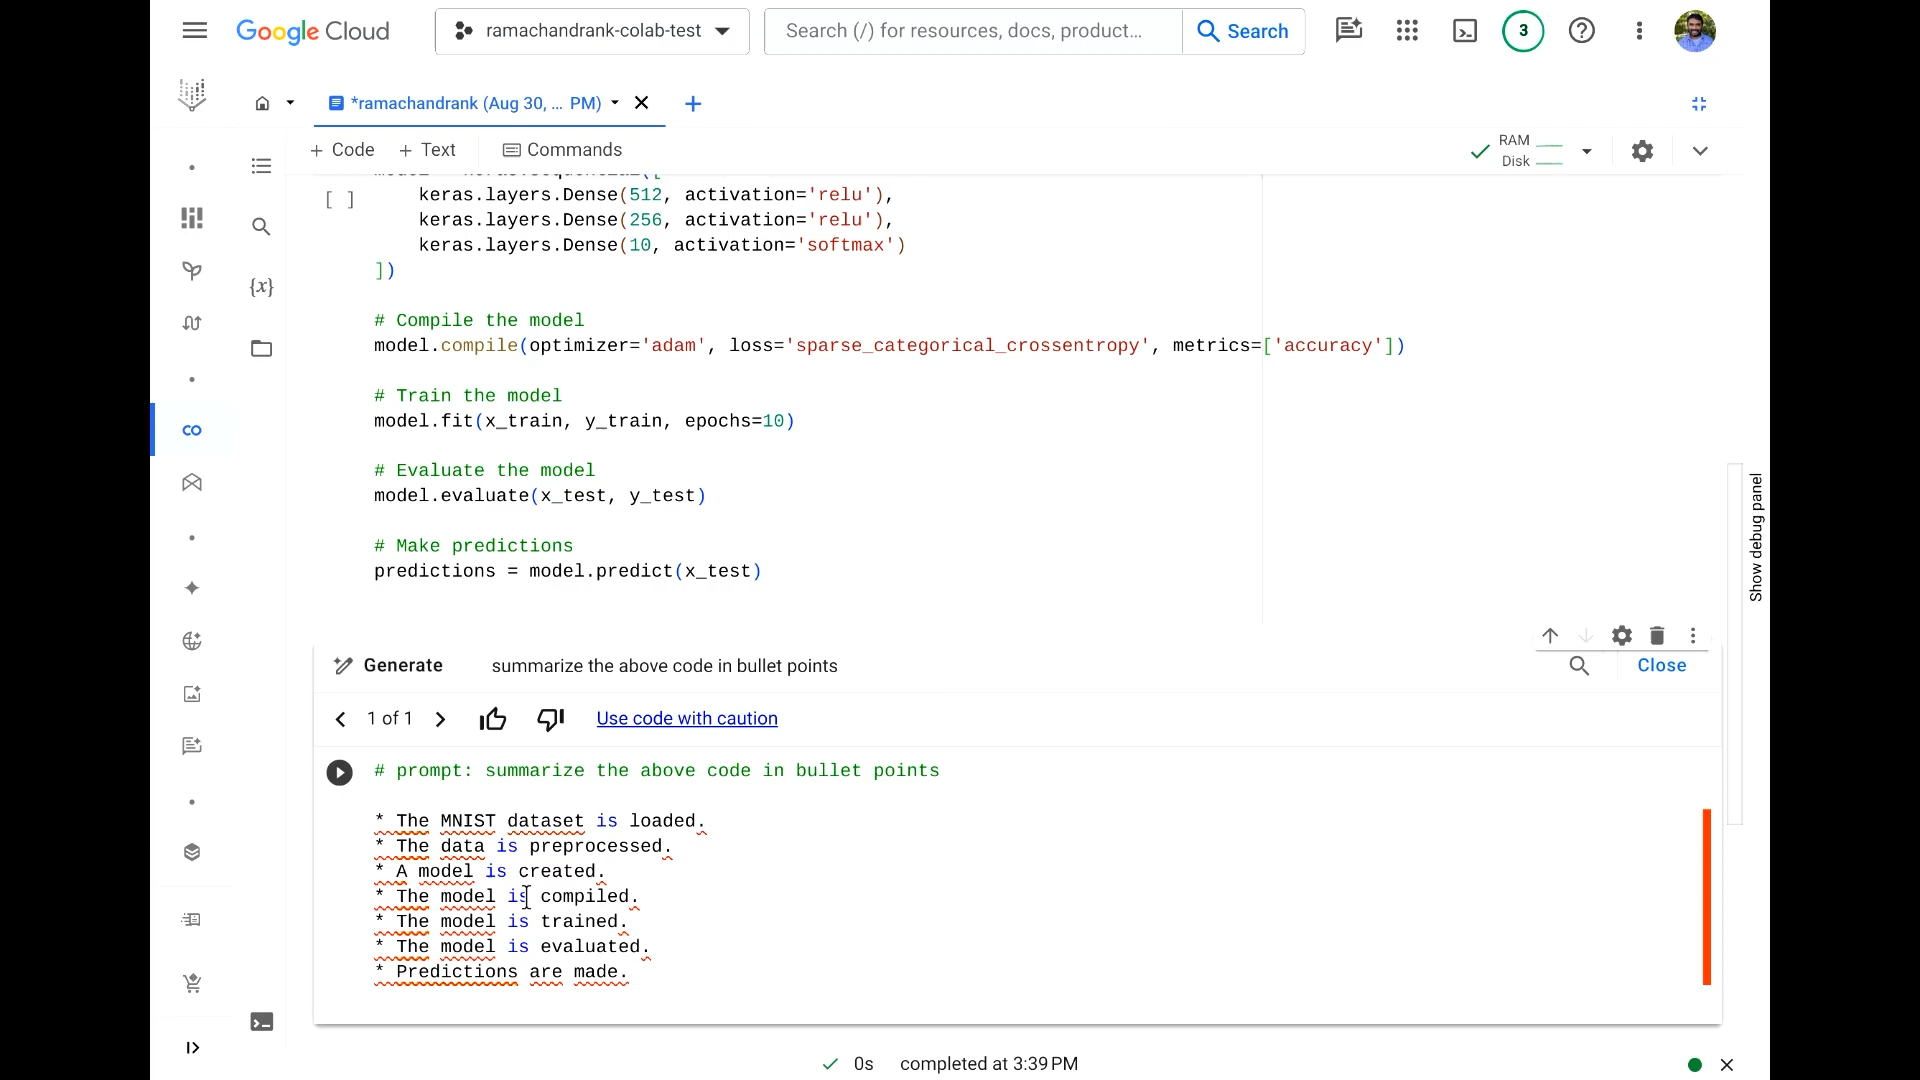 Google Cloud
ramachandrank-colab-test
Search (/) for resources, docs, product...
Search
3
*ramachandrank (Aug 30, ... PM)
+ Code + Text
Commands
RAM
Disk
{x}
CO
[ ]
keras.layers.Dense(512, activation='relu'),
keras.layers.Dense(256, activation='relu'),
keras.layers.Dense(10, activation='softmax')
])
# Compile the model
model.compile(optimizer='adam', loss='sparse_categorical_crossentropy', metrics=['accuracy'])
# Train the model
model.fit(x_train, y_train, epochs=10)
# Evaluate the model
model.evaluate(x_test, y_test)
# Make predictions
predictions = model.predict(x_test)
Show debug panel
Generate
summarize the above code in bullet points
Close
1 of 1
Use code with caution
# prompt: summarize the above code in bullet points
* The MNIST dataset is loaded.
* The data is preprocessed.
* A model is created.
* The model is compiled.
* The model is trained.
* The model is evaluated.
* Predictions are made.
0s completed at 3:39 PM